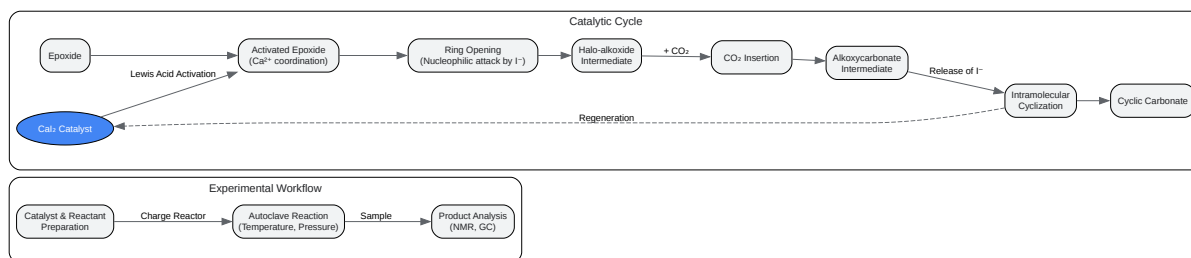 Catalytic Cycle
Epoxide
Activated Epoxide
(Ca²⁺ coordination)
Ring Opening
(Nucleophilic attack by I⁻)
Halo-alkoxide
Intermediate
+ CO₂
CO₂ Insertion
Alkoxycarbonate
Intermediate
Release of I⁻
Lewis Acid Activation
Intramolecular
Cyclization
Cyclic Carbonate
CaI₂ Catalyst
Regeneration
Experimental Workflow
Catalyst & Reactant
Preparation
Charge Reactor
Autoclave Reaction
(Temperature, Pressure)
Sample
Product Analysis
(NMR, GC)